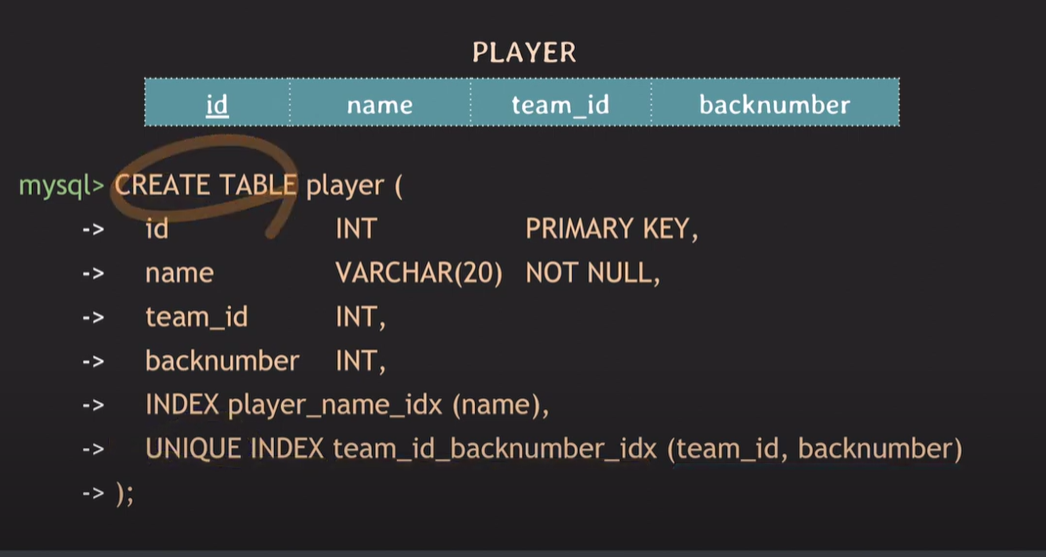 PLAYER
id name team_id backnumber
mysql> CREATE TABLE player (
-> id INT PRIMARY KEY,
-> name VARCHAR(20) NOT NULL,
-> team_id INT,
-> backnumber INT,
-> INDEX player_name_idx (name),
-> UNIQUE INDEX team_id_backnumber_idx (team_id, backnumber)
-> );